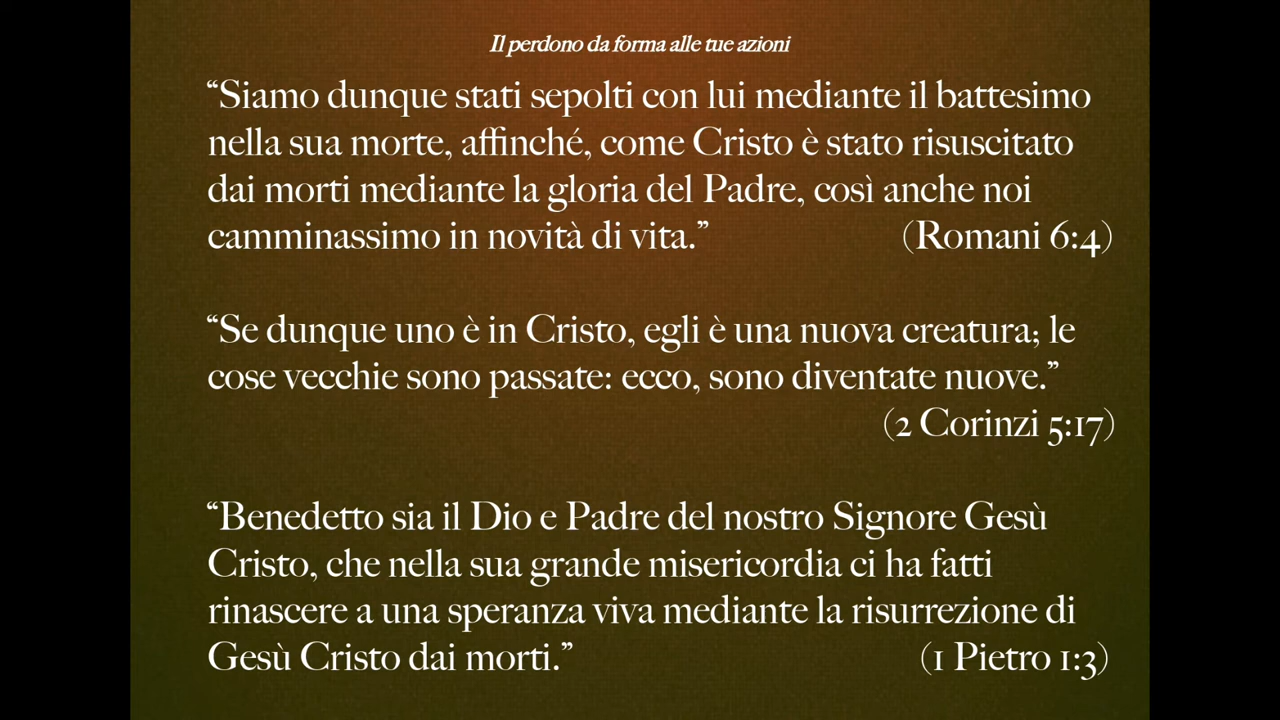 Il perdono da forma alle tue azioni
“Siamo dunque stati sepolti con lui mediante il battesimo
nella sua morte, affinché, come Cristo è stato risuscitato
dai morti mediante la gloria del Padre, così anche noi
camminassimo in novità di vita.” (Romani 6:4)
“Se dunque uno è in Cristo, egli è una nuova creatura; le
cose vecchie sono passate: ecco, sono diventate nuove.”
(2 Corinzi 5:17)
“Benedetto sia il Dio e Padre del nostro Signore Gesù
Cristo, che nella sua grande misericordia ci ha fatti
rinascere a una speranza viva mediante la risurrezione di
Gesù Cristo dai morti.” (1 Pietro 1:3)